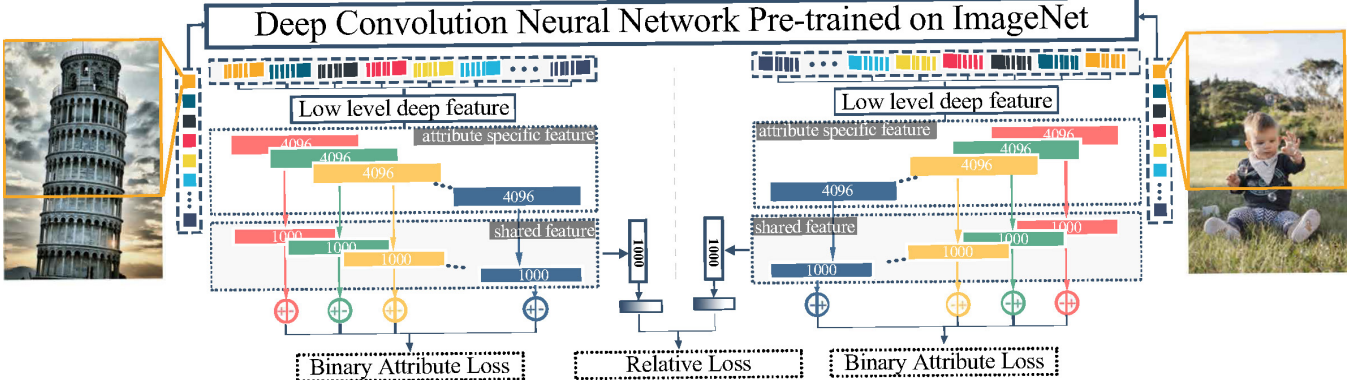 Deep Convolution Neural Network Pre-trained on ImageNet
Low level deep feature
attribute specific feature
4096
4096
4096
4096
shared feature
1000
1000
1000
1000
1000
+-
+-
+-
+-
Binary Attribute Loss
Low level deep feature
attribute specific feature
4096
4096
4096
4096
shared feature
1000
1000
1000
1000
1000
-+
-+
-+
-+
Relative Loss
Binary Attribute Loss